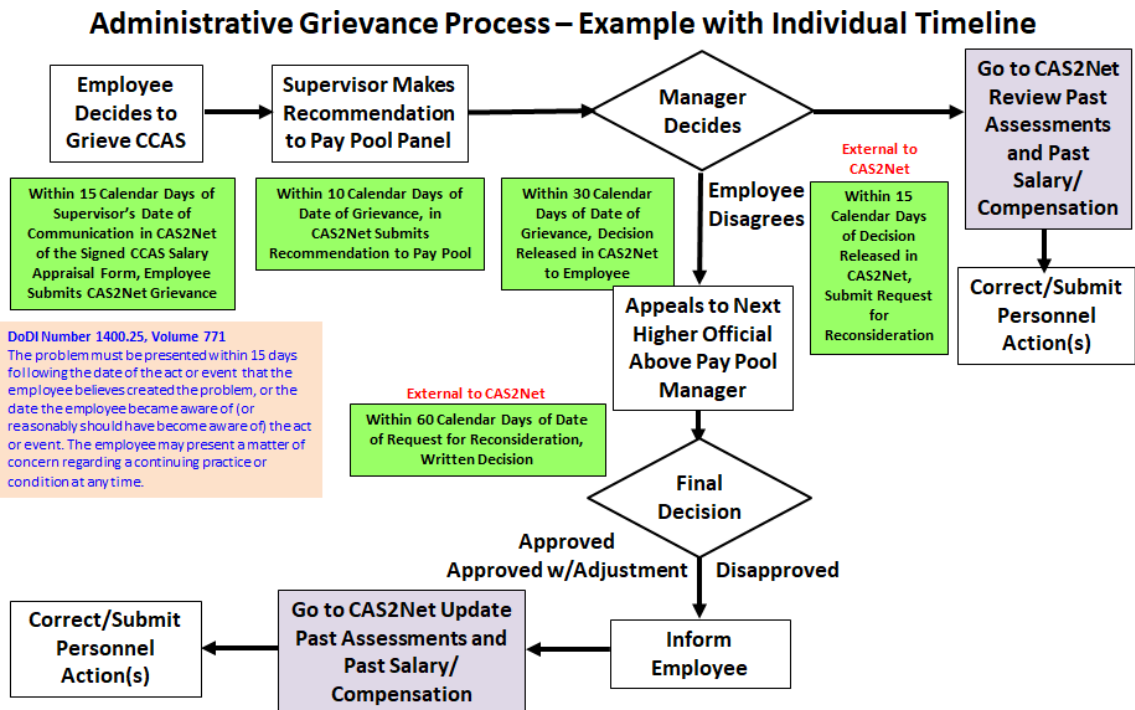 Administrative Grievance Process – Example with Individual Timeline
Employee
Decides to
Grieve CCAS
Supervisor Makes
Recommendation
to Pay Pool Panel
Manager
Decides
Go to CAS2Net
Review Past
Assessments
and Past
Salary/
Compensation
Within 15 Calendar Days of
Supervisor's Date of
Communication in CAS2Net
of the Signed CCAS Salary
Appraisal Form, Employee
Submits CAS2Net Grievance
Within 10 Calendar Days of
Date of Grievance, in
CAS2Net Submits
Recommendation to Pay Pool
Within 30 Calendar
Days of Date of
Grievance, Decision
Released in CAS2Net
to Employee
Employee
Disagrees
External to
CAS2Net
Within 15
Calendar Days
of Decision
Released in
CAS2Net,
Submit Request
for
Reconsideration
Correct/Submit
Personnel
Action(s)
DoDI Number 1400.25, Volume 771
The problem must be presented within 15 days
following the date of the act or event that the
employee believes created the problem, or the
date the employee became aware of (or
reasonably should have become aware of) the act
or event. The employee may present a matter of
concern regarding a continuing practice or
condition at any time.
Appeals to Next
Higher Official
Above Pay Pool
Manager
External to CAS2Net
Within 60 Calendar Days of Date
of Request for Reconsideration,
Written Decision
Final
Decision
Approved
Approved w/Adjustment
Disapproved
Inform
Employee
Go to CAS2Net Update
Past Assessments and
Past Salary/
Compensation
Correct/Submit
Personnel
Action(s)